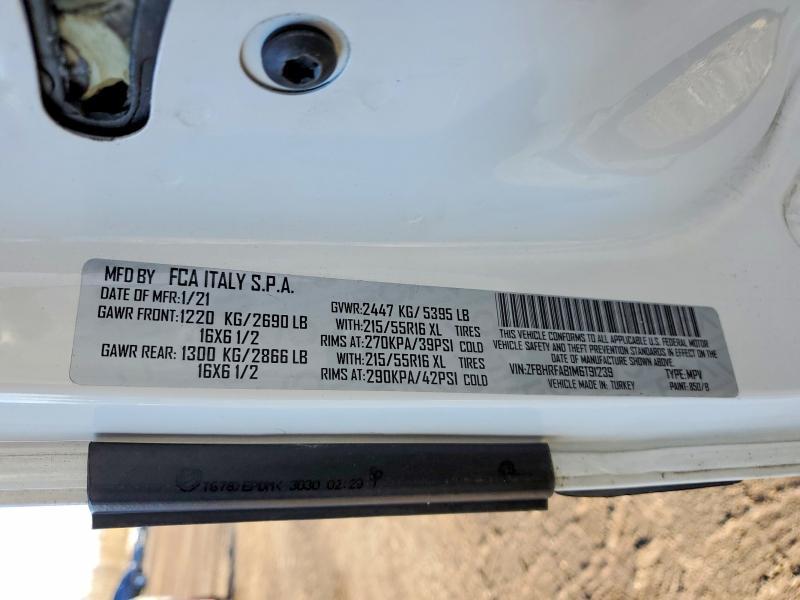 MFD BY FCA ITALY S.P.A.
DATE OF MFR:1/21
GAWR FRONT:1220 KG/2690 LB
16X6 1/2
GAWR REAR:1300 KG/2866 LB
16X6 1/2
GVWR:2447 KG/5395 LB
WITH:215/55R16 XL TIRES
RIMS AT:270KPA/39PSI COLD
WITH:215/55R16 XL TIRES
RIMS AT:290KPA/42PSI COLD
THIS VEHICLE CONFORMS TO ALL APPLICABLE U.S. FEDERAL MOTOR
VEHICLE SAFETY AND THEFT PREVENTION STANDARDS IN EFFECT ON THE
DATE OF MANUFACTURE SHOWN ABOVE.
VIN:ZFBHRFAB1M6T91239 TYPE:MPV
VEHICLE MADE IN: TURKEY PAINT: 850/B
>EPDM< 3030 02:29